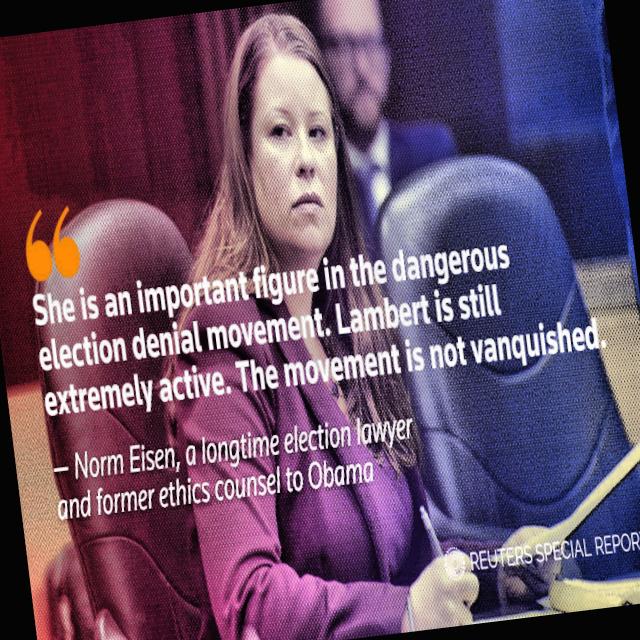 “
She is an important figure in the dangerous
election denial movement. Lambert is still
extremely active. The movement is not vanquished.
– Norm Eisen, a longtime election lawyer
and former ethics counsel to Obama
REUTERS SPECIAL REPOR